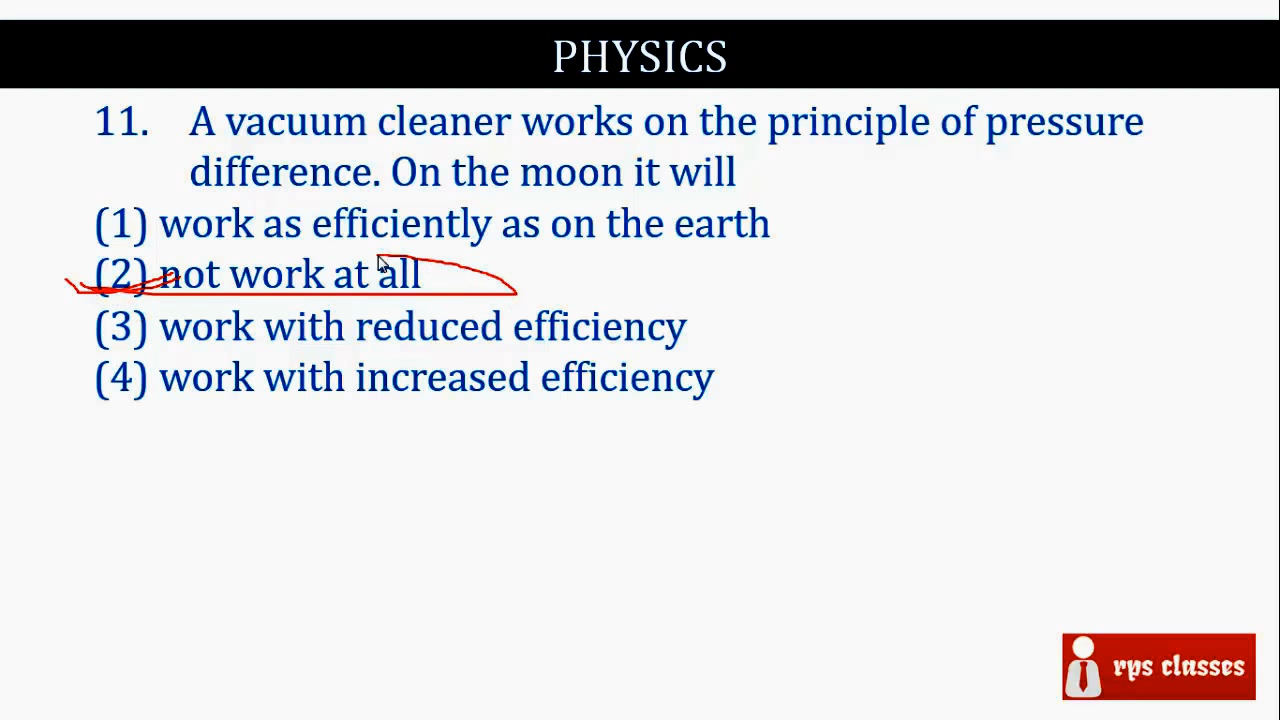 PHYSICS
11. A vacuum cleaner works on the principle of pressure
difference. On the moon it will
(1) work as efficiently as on the earth
(2) not work at all
(3) work with reduced efficiency
(4) work with increased efficiency
rps classes